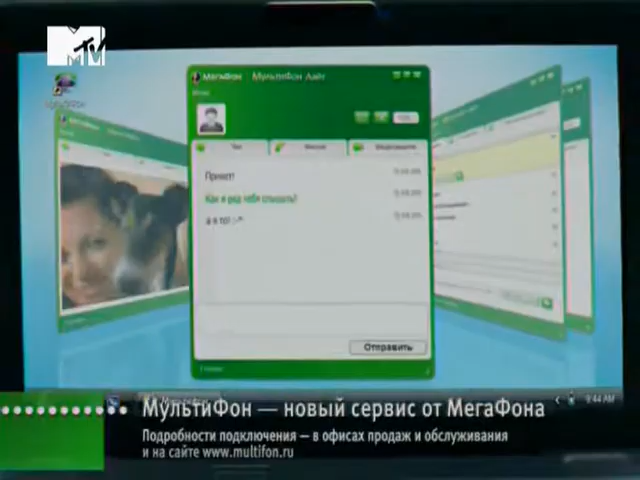 MTV
МегаФон МультиФон Лайт
Привет!
Как я рад тебя слышать!
а я то! :-*
Отправить
9:44 AM
МультиФон — новый сервис от МегаФона
Подробности подключения — в офисах продаж и обслуживания
и на сайте www.multifon.ru